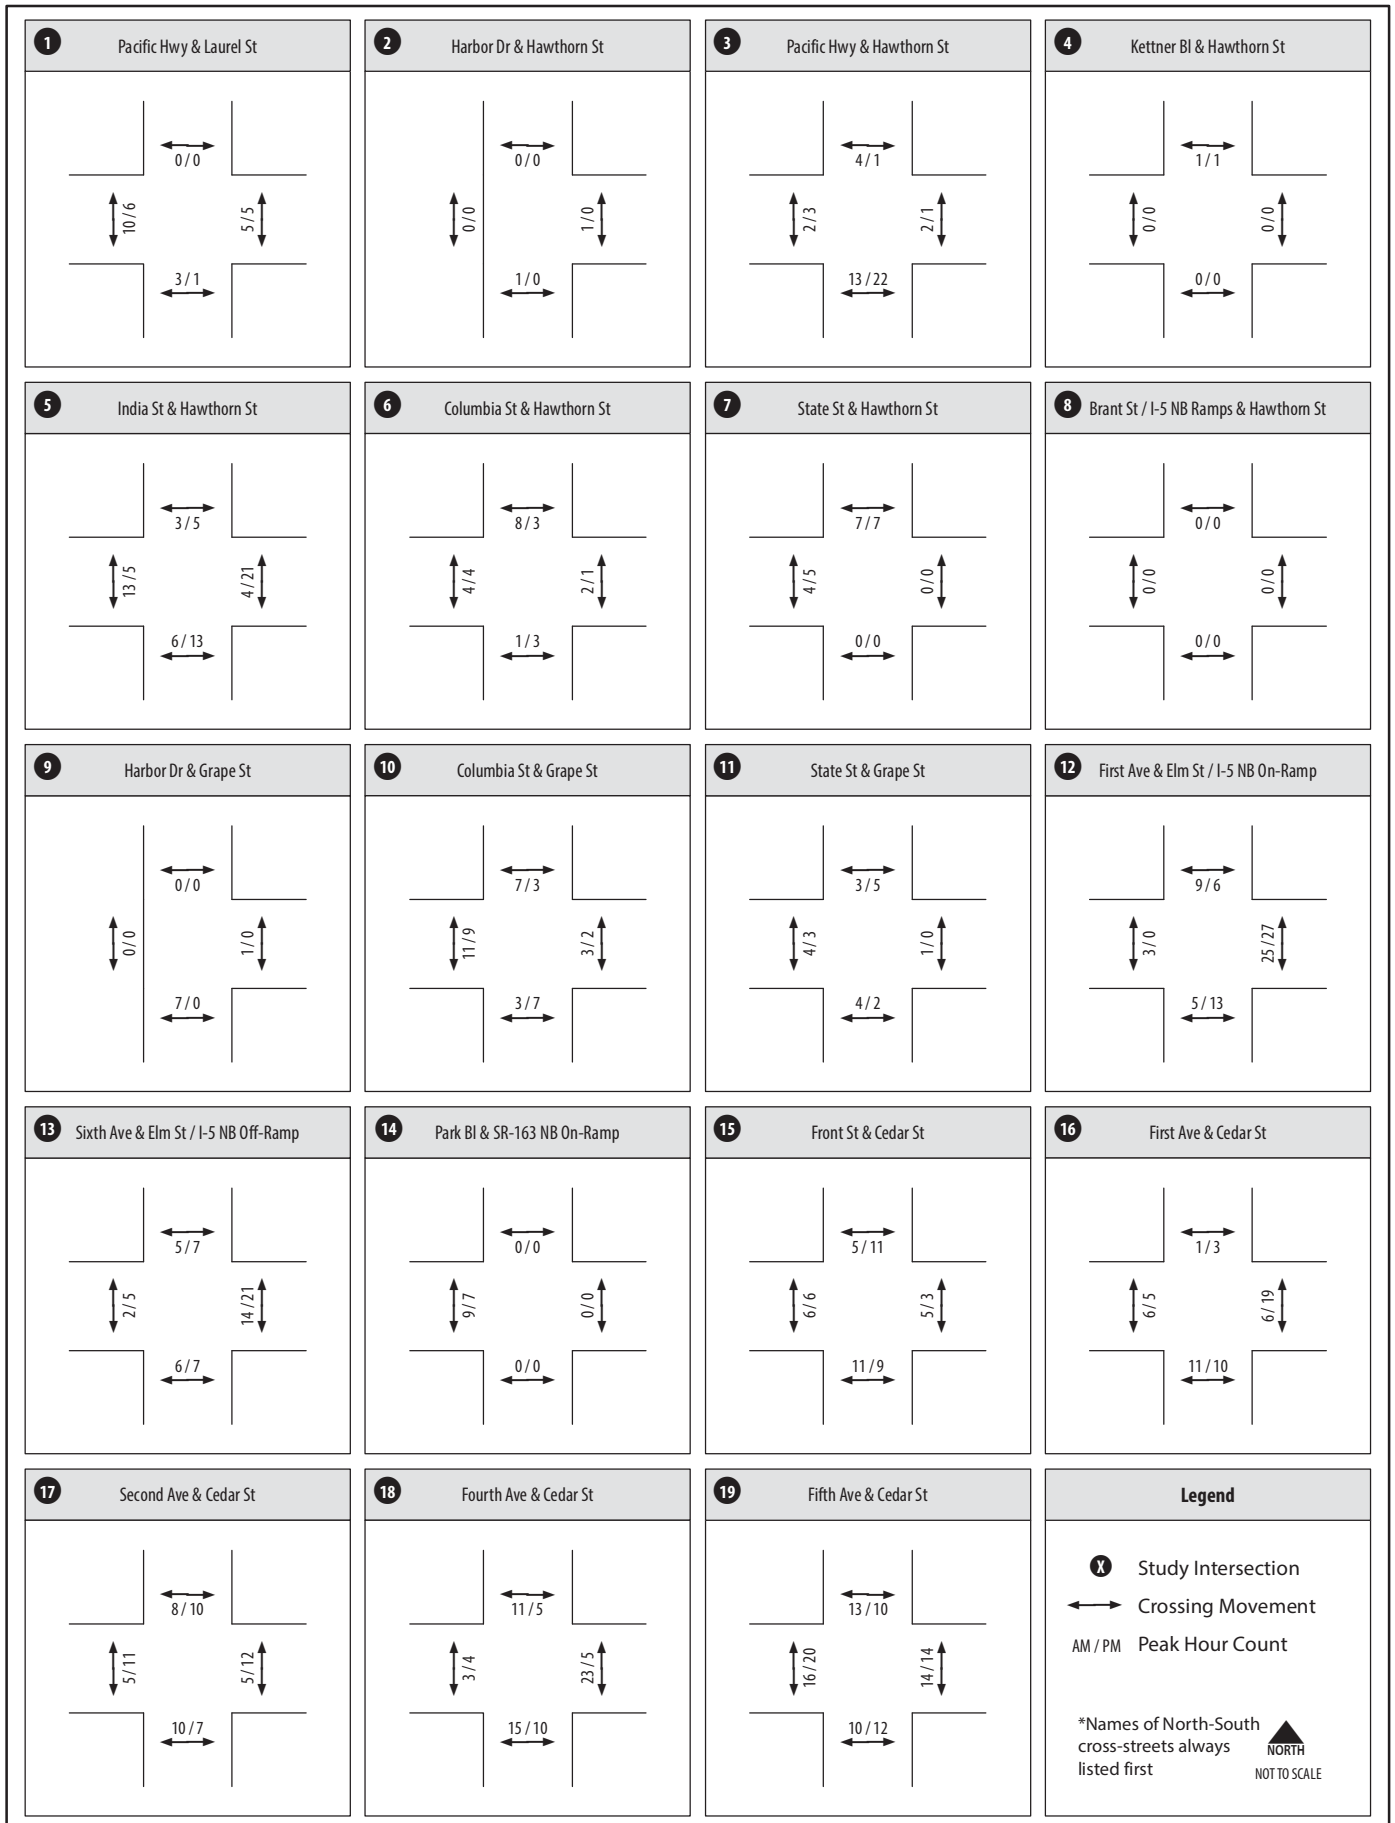 1 Pacific Hwy & Laurel St
0 / 0
10 / 6
5 / 5
3 / 1
2 Harbor Dr & Hawthorn St
0 / 0
0 / 0
1 / 0
1 / 0
3 Pacific Hwy & Hawthorn St
4 / 1
2 / 3
2 / 1
13 / 22
4 Kettner Bl & Hawthorn St
1 / 1
0 / 0
0 / 0
0 / 0
5 India St & Hawthorn St
3 / 5
13 / 5
4 / 21
6 / 13
6 Columbia St & Hawthorn St
8 / 3
4 / 4
2 / 1
1 / 3
7 State St & Hawthorn St
7 / 7
4 / 5
0 / 0
0 / 0
8 Brant St / I-5 NB Ramps & Hawthorn St
0 / 0
0 / 0
0 / 0
0 / 0
9 Harbor Dr & Grape St
0 / 0
0 / 0
1 / 0
7 / 0
10 Columbia St & Grape St
7 / 3
11 / 9
3 / 2
3 / 7
11 State St & Grape St
3 / 5
4 / 3
1 / 0
4 / 2
12 First Ave & Elm St / I-5 NB On-Ramp
9 / 6
3 / 0
25 / 27
5 / 13
13 Sixth Ave & Elm St / I-5 NB Off-Ramp
5 / 7
2 / 5
14 / 21
6 / 7
14 Park Bl & SR-163 NB On-Ramp
0 / 0
9 / 7
0 / 0
0 / 0
15 Front St & Cedar St
5 / 11
6 / 6
5 / 3
11 / 9
16 First Ave & Cedar St
1 / 3
6 / 5
6 / 19
11 / 10
17 Second Ave & Cedar St
8 / 10
5 / 11
5 / 12
10 / 7
18 Fourth Ave & Cedar St
11 / 5
3 / 4
23 / 5
15 / 10
19 Fifth Ave & Cedar St
13 / 10
16 / 20
14 / 14
10 / 12
Legend
X Study Intersection
Crossing Movement
AM / PM Peak Hour Count
*Names of North-South
cross-streets always
listed first
NORTH
NOT TO SCALE